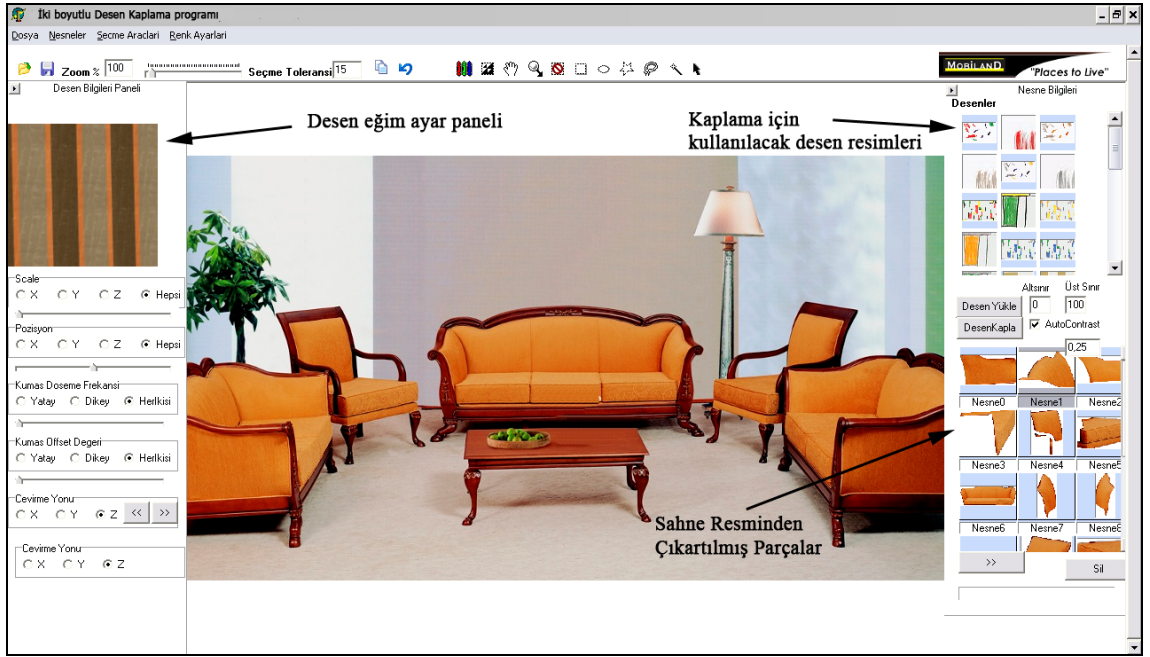 İki boyutlu Desen Kaplama programı
Dosya Nesneler Secme Araclari Renk Ayarlari
Zoom % 100 Seçme Toleransi 15
MOBİLAND
"Places to Live"
Desen Bilgileri Paneli
Nesne Bilgileri
Desenler
Desen eğim ayar paneli
Kaplama için
kullanılacak desen resimleri
Scale
X Y Z Hepsi
Pozisyon
X Y Z Hepsi
Kumas Doseme Frekansi
Yatay Dikey HerIkisi
Kumas Offset Degeri
Yatay Dikey HerIkisi
Cevirme Yonu
X Y Z << >>
Cevirme Yonu
X Y Z
Altsınır Üst Sınır
Desen Yükle 0 100
DesenKapla AutoContrast
0,25
Nesne0 Nesne1 Nesne2
Nesne3 Nesne4 Nesne5
Nesne6 Nesne7 Nesne8
Sahne Resminden
Çıkartılmış Parçalar
>> Sil